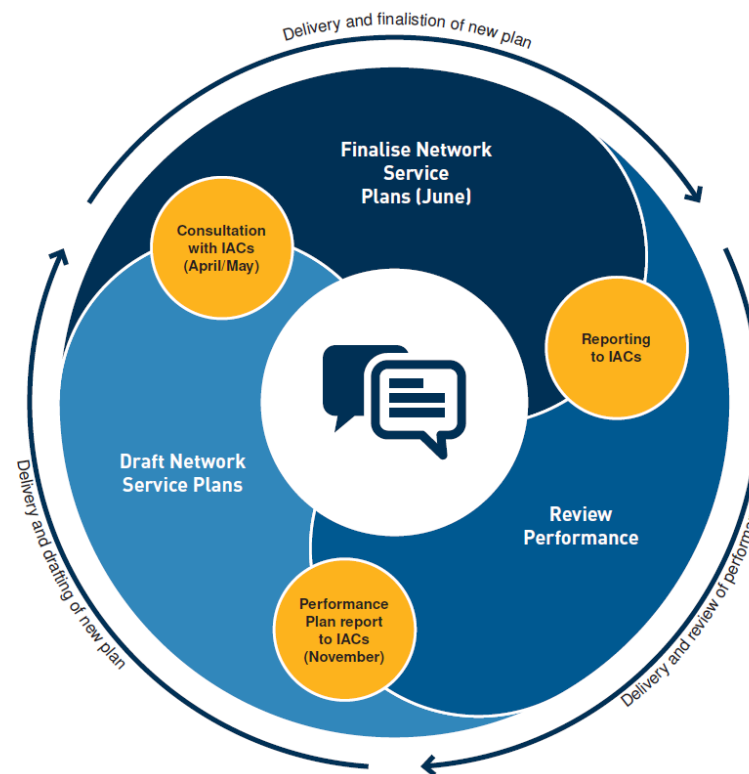 Delivery and finalistion of new plan
Finalise Network
Service
Plans (June)
Consultation
with IACs
(April/May)
Reporting
to IACs
Draft Network
Service Plans
Review
Performance
Performance
Plan report
to IACs
(November)
Delivery and drafting of new plan
Delivery and review of